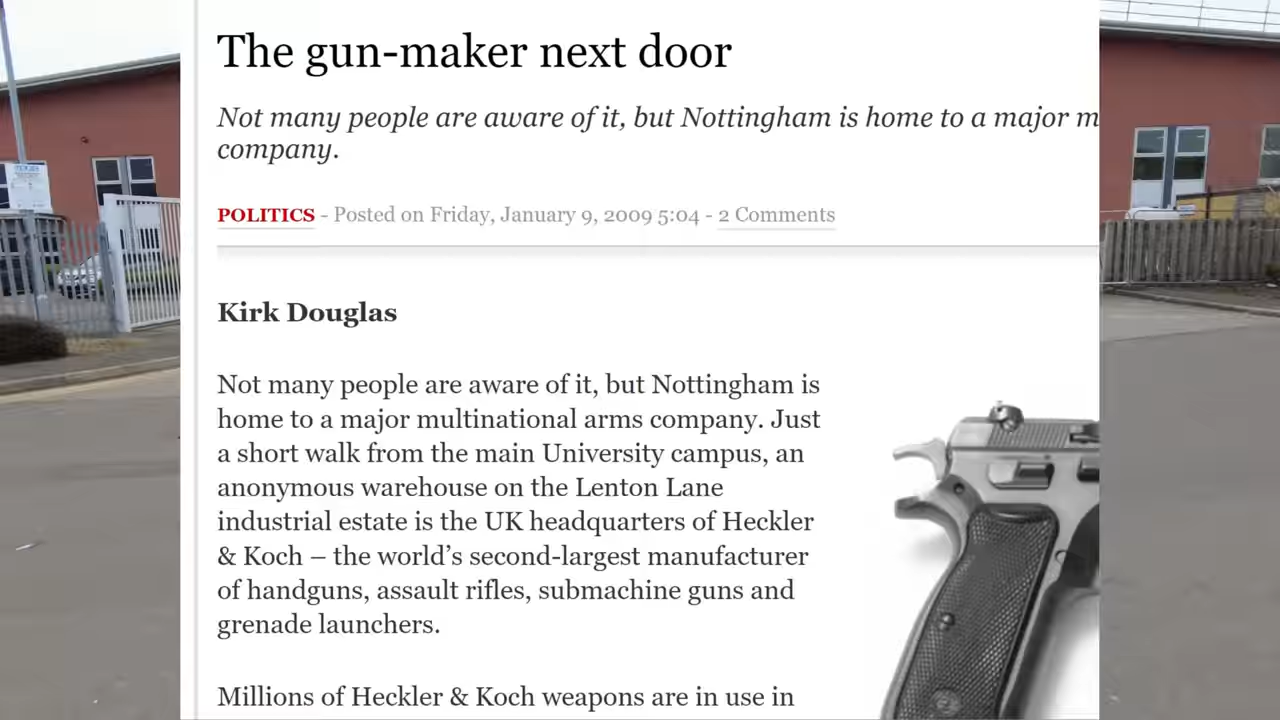 The gun-maker next door
Not many people are aware of it, but Nottingham is home to a major m
company.
POLITICS - Posted on Friday, January 9, 2009 5:04 - 2 Comments
Kirk Douglas
Not many people are aware of it, but Nottingham is
home to a major multinational arms company. Just
a short walk from the main University campus, an
anonymous warehouse on the Lenton Lane
industrial estate is the UK headquarters of Heckler
& Koch – the world’s second-largest manufacturer
of handguns, assault rifles, submachine guns and
grenade launchers.
Millions of Heckler & Koch weapons are in use in